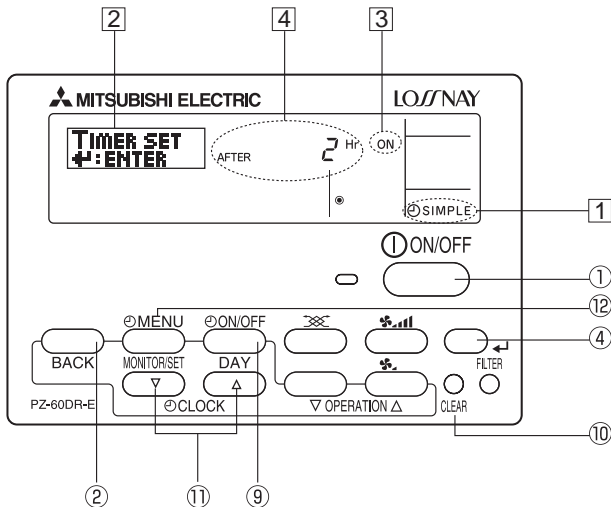 2 4 3
MITSUBISHI ELECTRIC LOSSNAY
TIMER SET
↵:ENTER
AFTER 2 Hr ON
SIMPLE 1
ON/OFF
①
⑫
MENU ON/OFF
④
BACK MONITOR/SET DAY FILTER
PZ-60DR-E CLOCK ▽ OPERATION △ CLEAR
⑩
② ⑪ ⑨